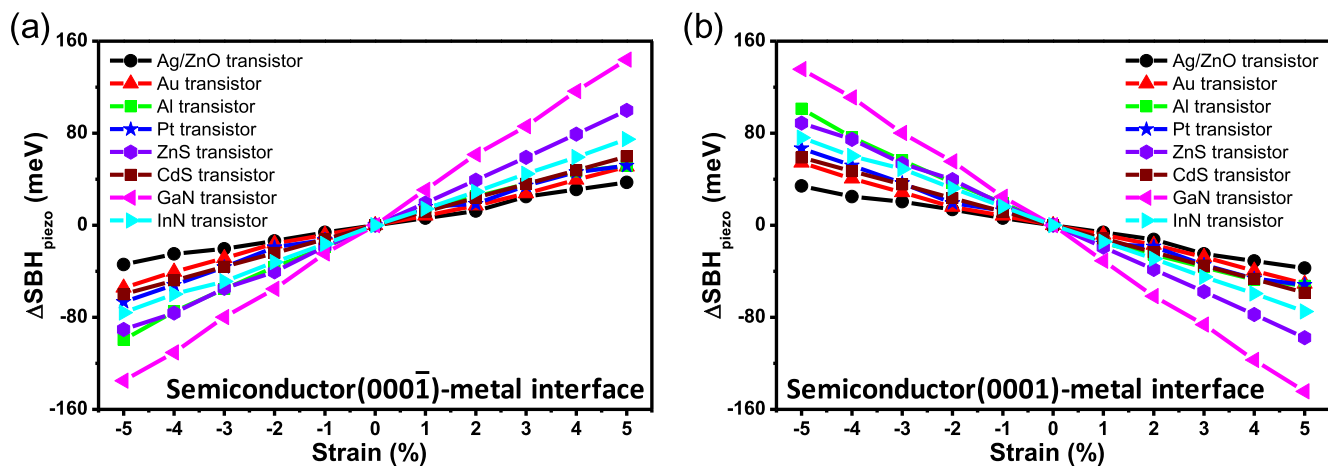 (a)
160
80
0
-80
-160
ΔSBHpiezo (meV)
Ag/ZnO transistor
Au transistor
Al transistor
Pt transistor
ZnS transistor
CdS transistor
GaN transistor
InN transistor
Semiconductor(0001̅)-metal interface
-5 -4 -3 -2 -1 0 1 2 3 4 5
Strain (%)
(b)
160
80
0
-80
-160
ΔSBHpiezo (meV)
Ag/ZnO transistor
Au transistor
Al transistor
Pt transistor
ZnS transistor
CdS transistor
GaN transistor
InN transistor
Semiconductor(0001)-metal interface
-5 -4 -3 -2 -1 0 1 2 3 4 5
Strain (%)